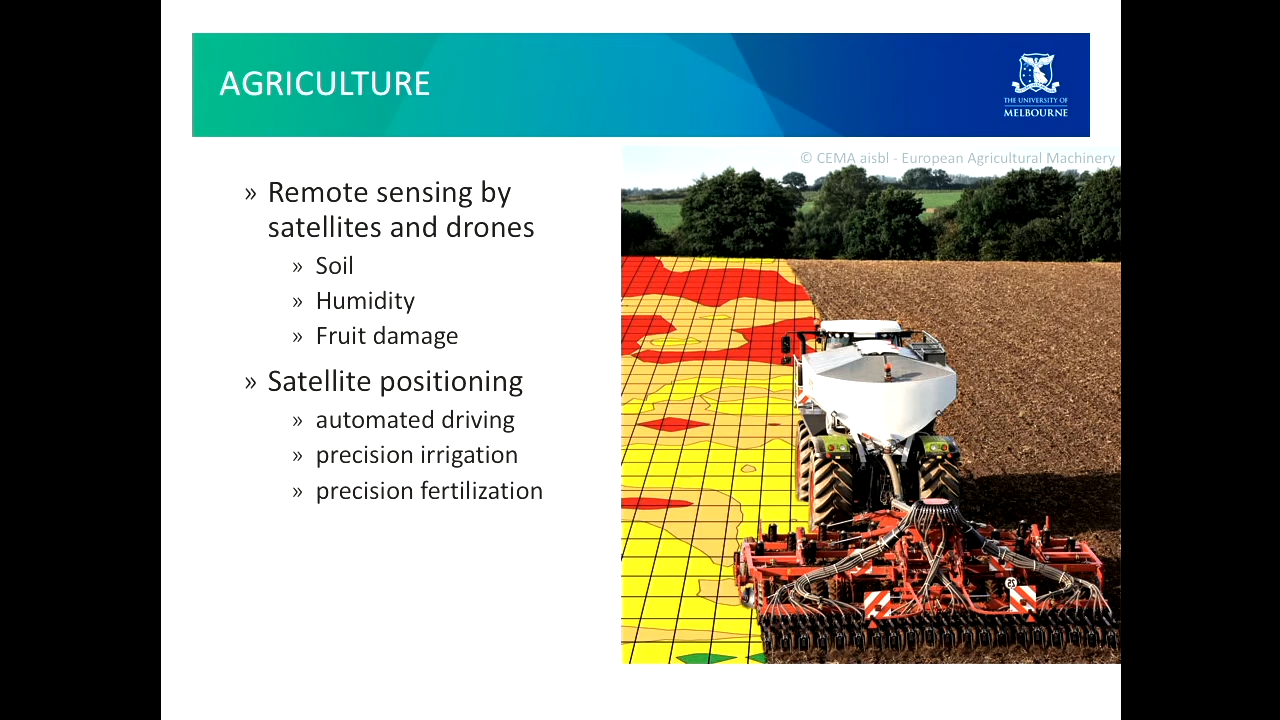 AGRICULTURE
THE UNIVERSITY OF
MELBOURNE
© CEMA aisbl - European Agricultural Machinery
» Remote sensing by
satellites and drones
» Soil
» Humidity
» Fruit damage
» Satellite positioning
» automated driving
» precision irrigation
» precision fertilization
25